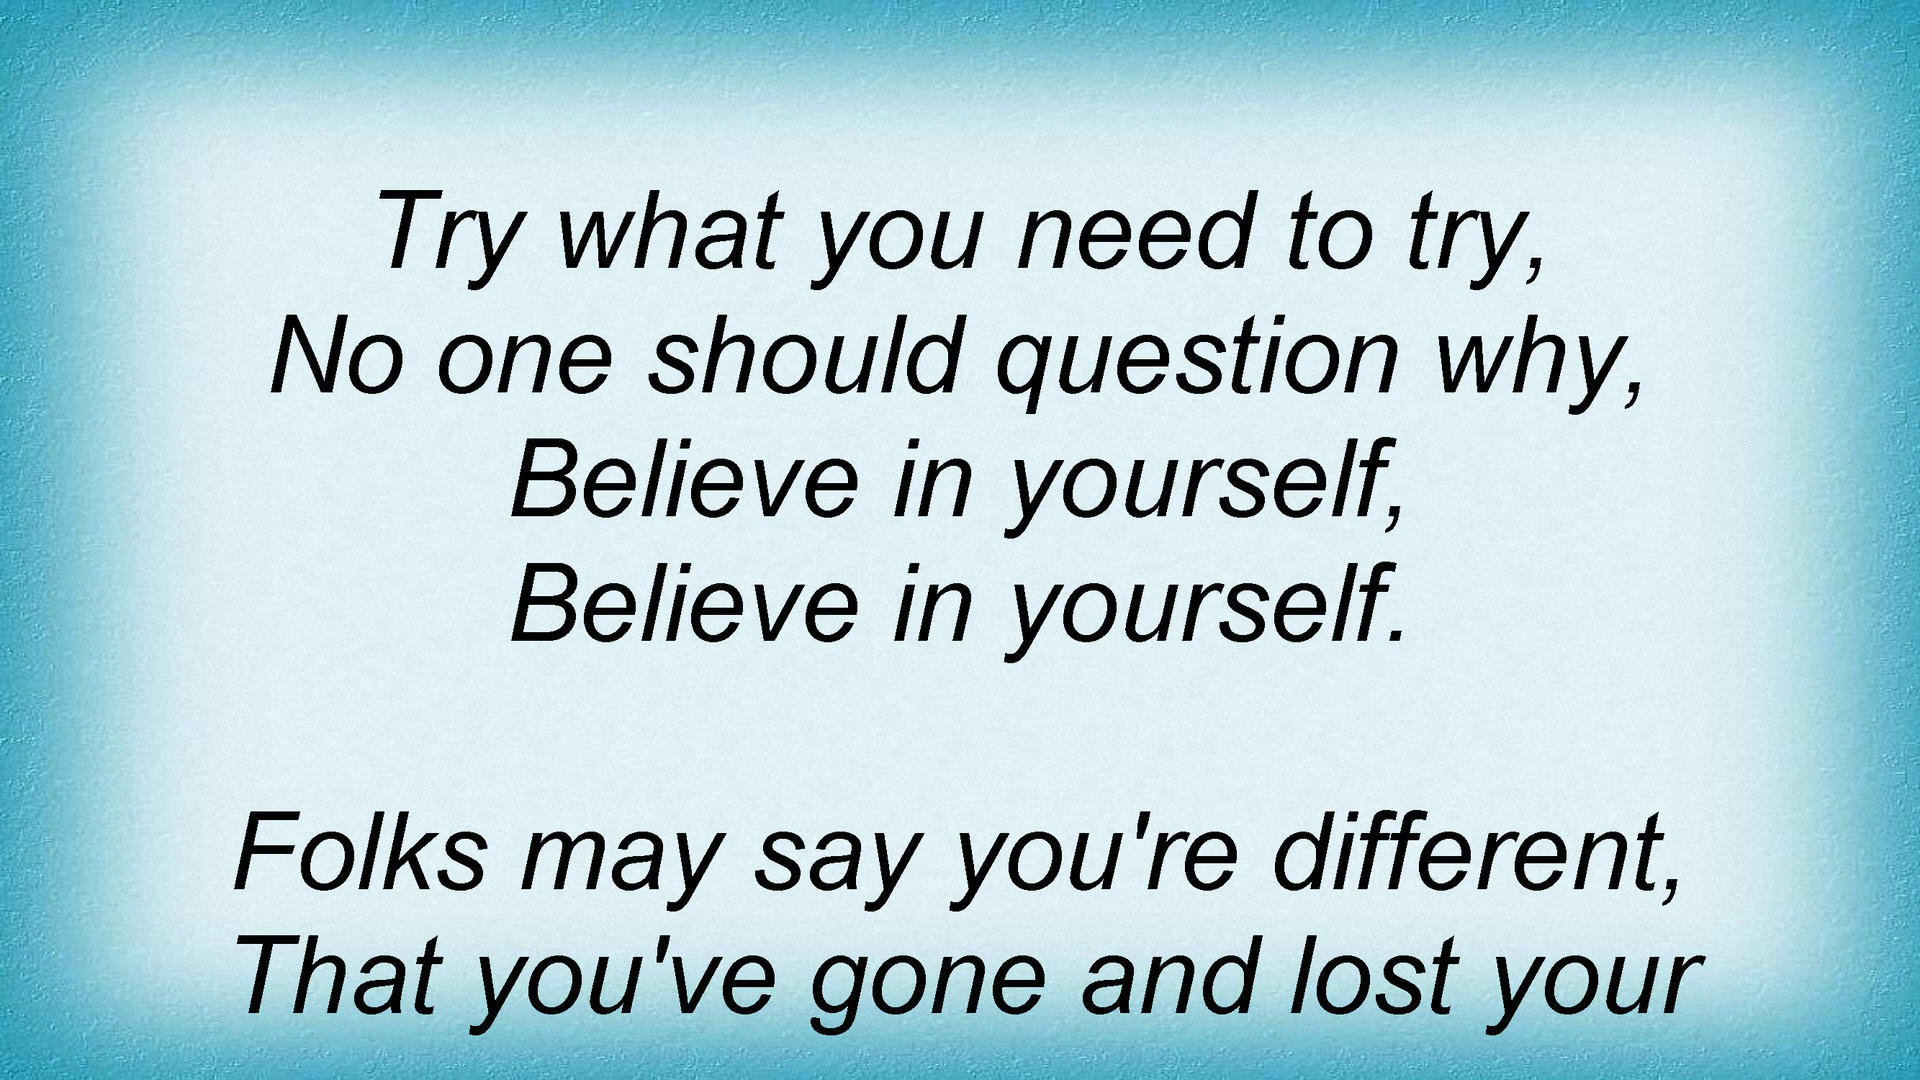 Try what you need to try,
No one should question why,
Believe in yourself,
Believe in yourself.
Folks may say you're different,
That you've gone and lost your